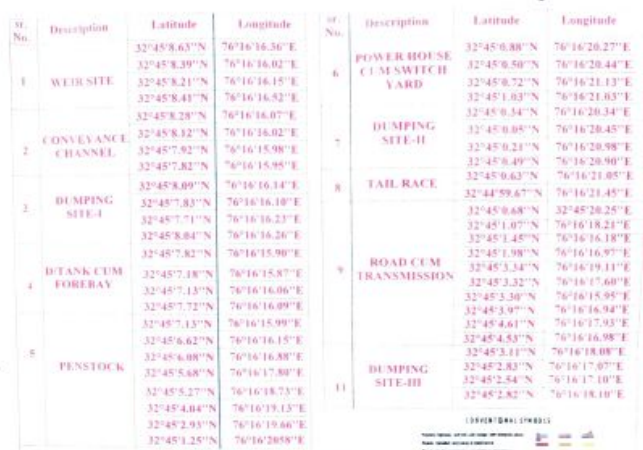 sr. No. Description Latitude Longitude
32°45'8.63"N 76°16'16.36"E
32°45'8.39"N 76°16'16.02"E
1 WEIR SITE 32°45'8.21"N 76°16'16.15"E
32°45'8.41"N 76°16'16.52"E
32°45'8.28"N 76°16'16.07"E
2 CONVEYANCE CHANNEL 32°45'8.12"N 76°16'16.02"E
32°45'7.92"N 76°16'15.98"E
32°45'7.82"N 76°16'15.95"E
32°45'8.09"N 76°16'16.14"E
3 DUMPING SITE-I 32°45'7.83"N 76°16'16.10"E
32°45'7.71"N 76°16'16.23"E
32°45'8.04"N 76°16'16.26"E
32°45'7.82"N 76°16'15.90"E
4 D/TANK CUM FOREBAY 32°45'7.18"N 76°16'15.87"E
32°45'7.13"N 76°16'16.06"E
32°45'7.72"N 76°16'16.09"E
32°45'7.13"N 76°16'15.99"E
5 PENSTOCK 32°45'6.62"N 76°16'16.15"E
32°45'6.08"N 76°16'16.88"E
32°45'5.68"N 76°16'17.80"E
32°45'5.27"N 76°16'18.73"E
32°45'4.04"N 76°16'19.13"E
32°45'2.93"N 76°16'19.66"E
32°45'1.25"N 76°16'2058"E
sr. No. Description Latitude Longitude
32°45'0.88"N 76°16'20.27"E
6 POWER HOUSE CUM SWITCH YARD 32°45'0.50"N 76°16'20.44"E
32°45'0.72"N 76°16'21.13"E
32°45'1.03"N 76°16'21.03"E
32°45'0.34"N 76°16'20.34"E
7 DUMPING SITE-II 32°45'0.05"N 76°16'20.45"E
32°45'0.21"N 76°16'20.98"E
32°45'0.49"N 76°16'20.90"E
8 TAIL RACE 32°45'0.63"N 76°16'21.05"E
32°44'59.67"N 76°16'21.45"E
32°45'0.68"N 32°45'20.25"E
32°45'1.07"N 76°16'18.21"E
32°45'1.45"N 76°16'16.18"E
9 ROAD CUM TRANSMISSION 32°45'1.98"N 76°16'16.97"E
32°45'3.34"N 76°16'19.11"E
32°45'3.32"N 76°16'17.60"E
32°45'3.30"N 76°16'15.95"E
32°45'3.9"N 76°16'16.94"E
32°45'4.61"N 76°16'17.93"E
32°45'4.53"N 76°16'16.98"E
32°45'3.11"N 76°16'18.08"E
11 DUMPING SITE-III 32°45'2.83"N 76°16'17.07"E
32°45'2.54"N 76°16'17.10"E
32°45'2.82"N 76°16'18.10"E
CONVENTIONAL SYMBOLS